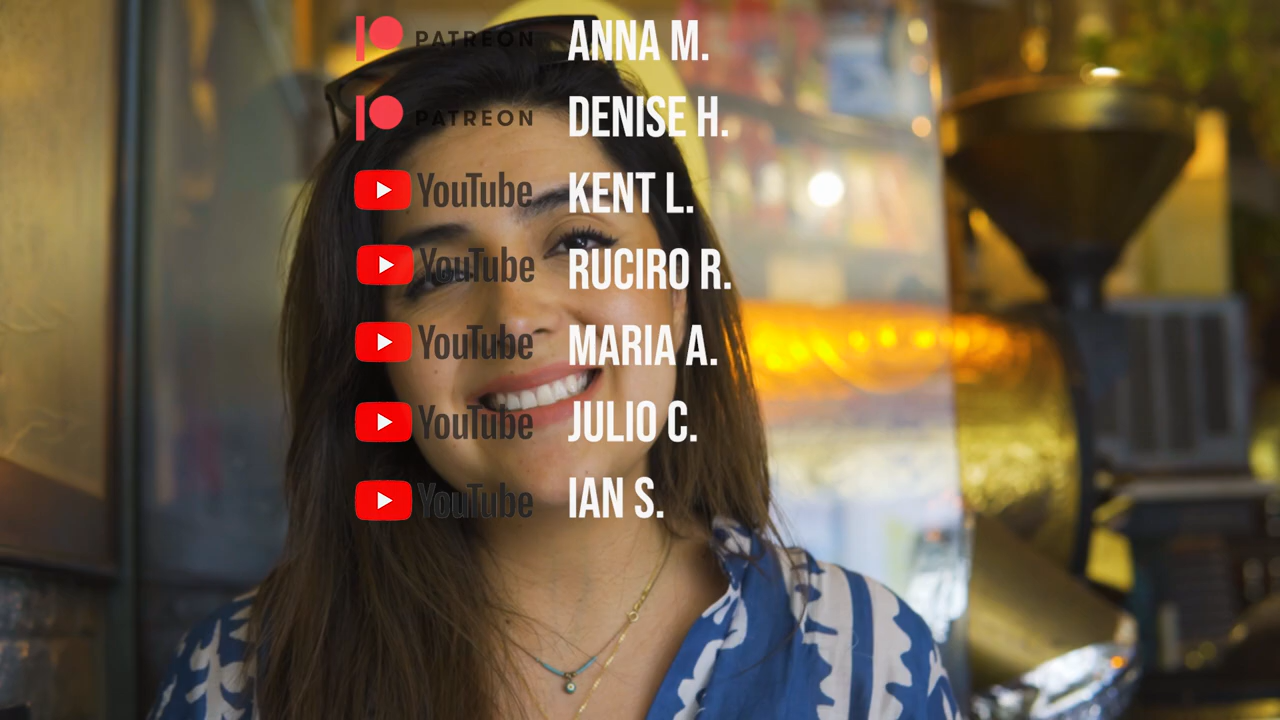 PATREON ANNA M.
PATREON DENISE H.
YouTube KENT L.
YouTube RUCIRO R.
YouTube MARIA A.
YouTube JULIO C.
YouTube IAN S.